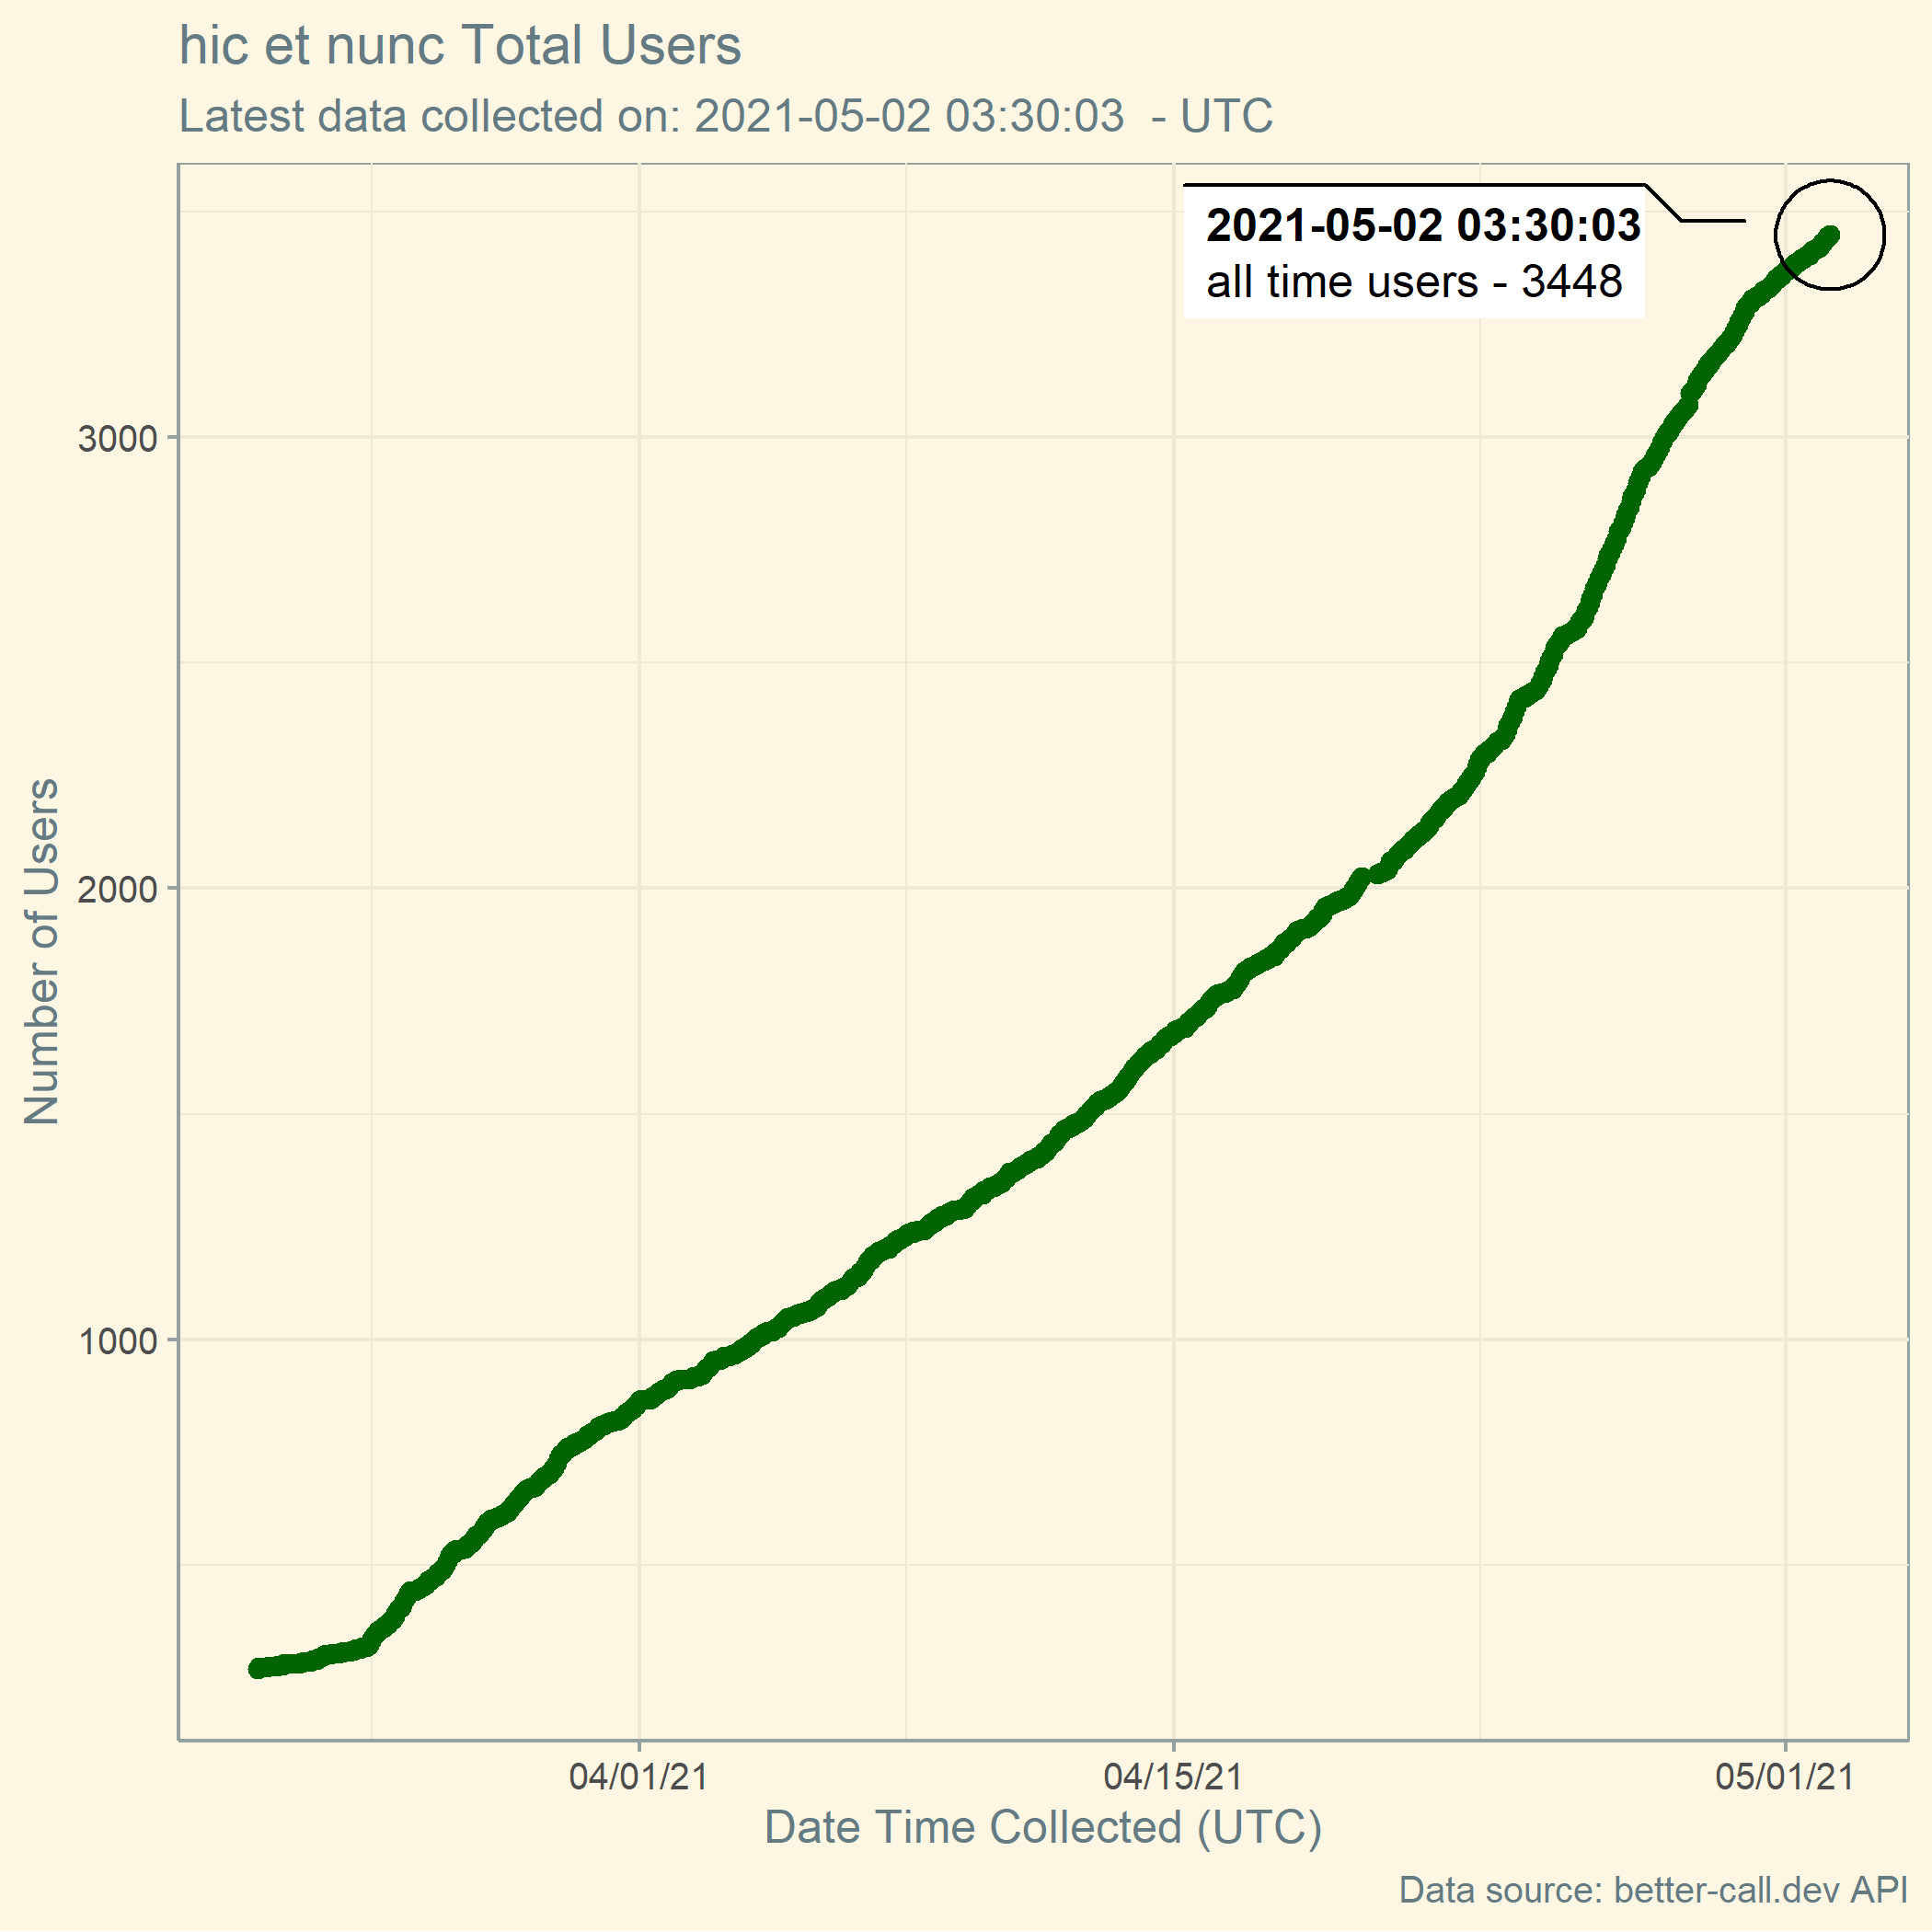 hic et nunc Total Users
Latest data collected on: 2021-05-02 03:30:03  - UTC
2021-05-02 03:30:03
all time users - 3448
3000
2000
1000
Number of Users
04/01/21
04/15/21
05/01/21
Date Time Collected (UTC)
Data source: better-call.dev API